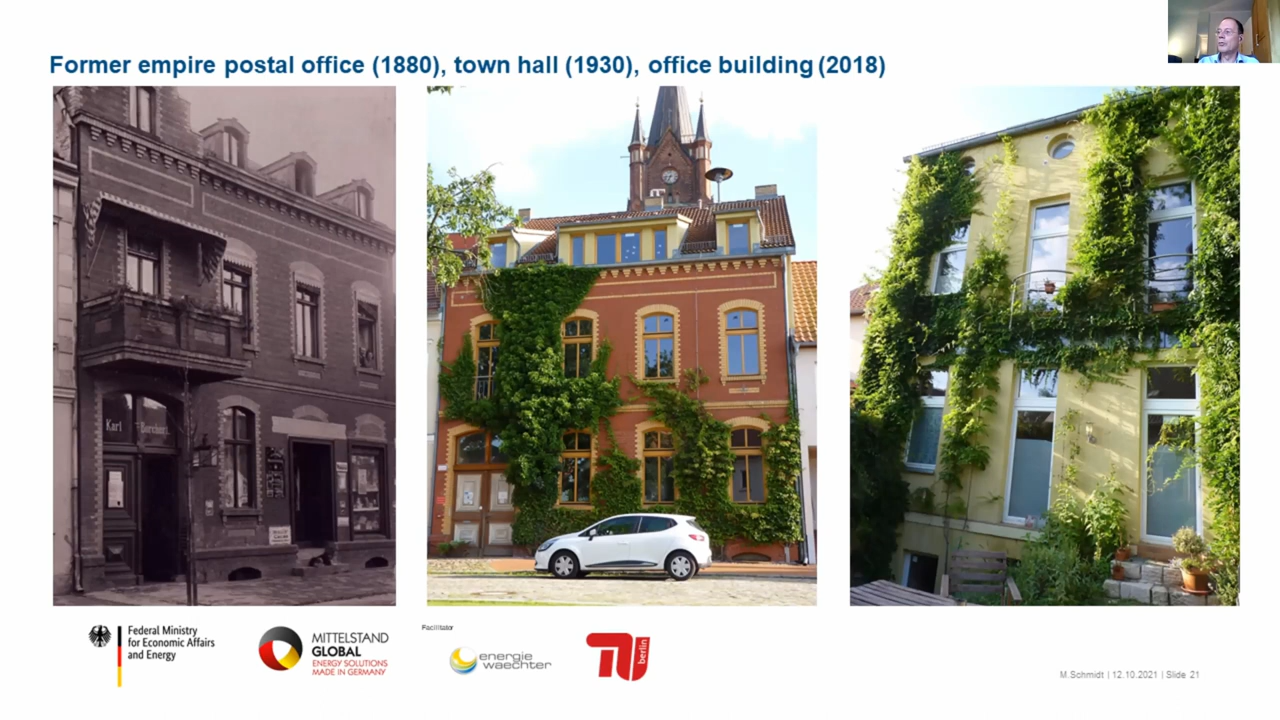 Former empire postal office (1880), town hall (1930), office building (2018)
Karl Borchert
Federal Ministry
for Economic Affairs
and Energy
MITTELSTAND
GLOBAL
ENERGY SOLUTIONS
MADE IN GERMANY
Facilitator
energie
waechter
berlin
M.Schmidt | 12.10.2021 | Slide 21